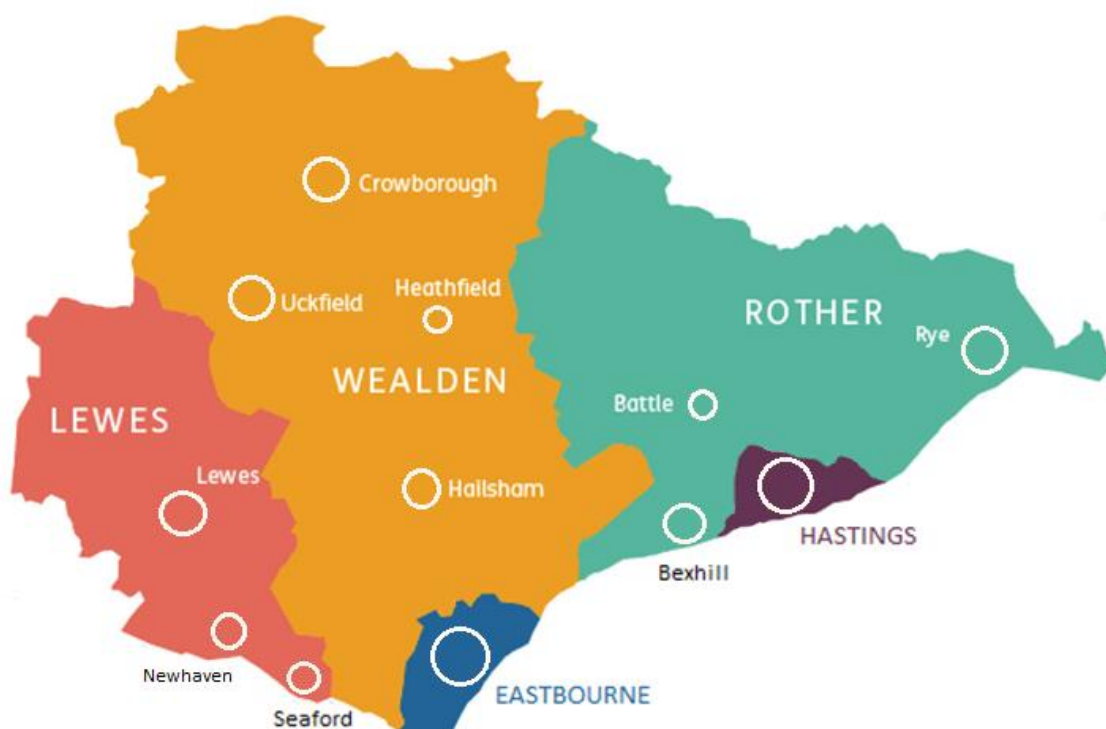 Crowborough
Heathfield
Uckfield
ROTHER
Rye
WEALDEN
Battle
LEWES
Lewes
Hailsham
HASTINGS
Bexhill
Newhaven
EASTBOURNE
Seaford